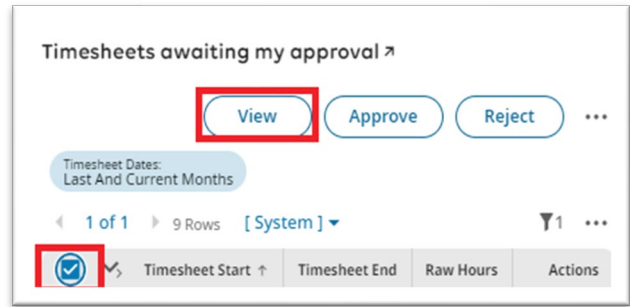 Timesheets awaiting my approval
View Approve Reject
Timesheet Dates:
Last And Current Months
1 of 1 9 Rows [ System ] 1
Timesheet Start Timesheet End Raw Hours Actions